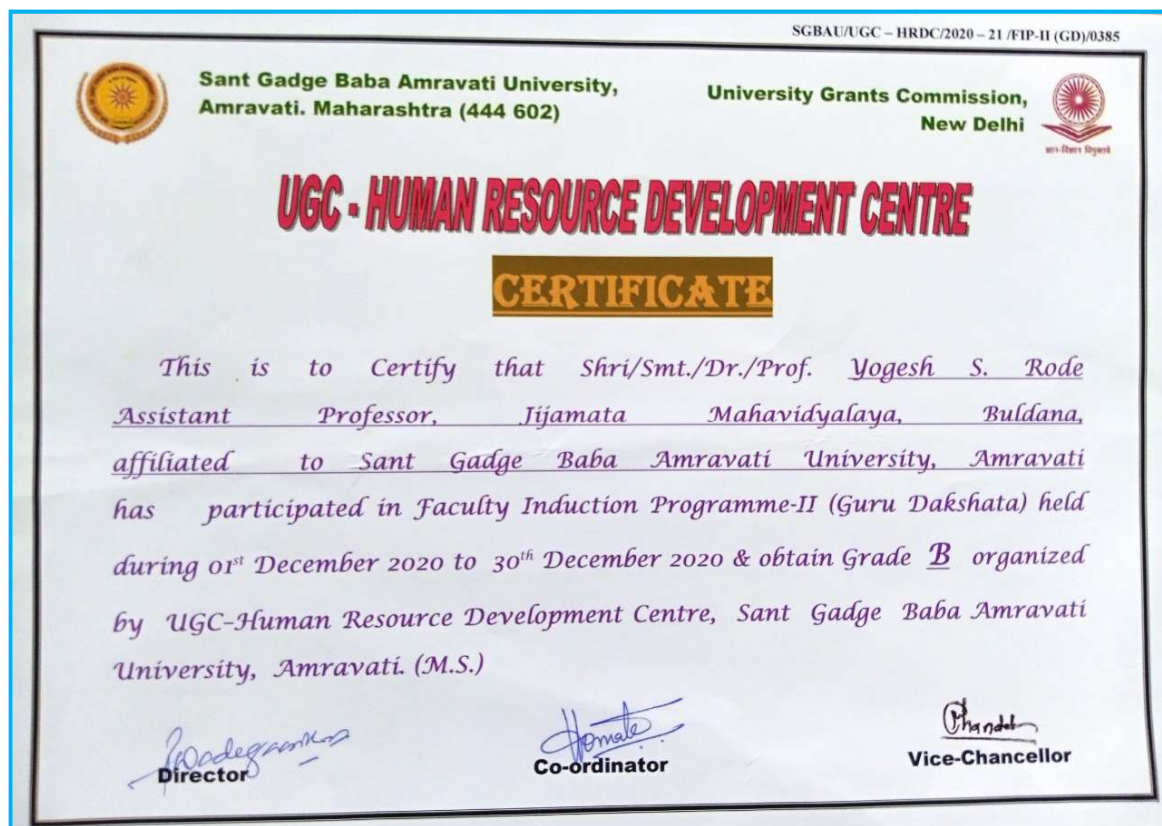 SGBAU/UGC – HRDC/2020 – 21 /FIP-II (GD)/0385
Sant Gadge Baba Amravati University,
Amravati. Maharashtra (444 602)
University Grants Commission,
New Delhi
ज्ञान-विज्ञान विमुक्तये
UGC - HUMAN RESOURCE DEVELOPMENT CENTRE
CERTIFICATE
This is to Certify that Shri/Smt./Dr./Prof. Yogesh S. Rode
Assistant Professor, Jijamata Mahavidyalaya, Buldana,
affiliated to Sant Gadge Baba Amravati University, Amravati
has participated in Faculty Induction Programme-II (Guru Dakshata) held
during 01st December 2020 to 30th December 2020 & obtain Grade B organized
by UGC-Human Resource Development Centre, Sant Gadge Baba Amravati
University, Amravati. (M.S.)
Director
Co-ordinator
Vice-Chancellor